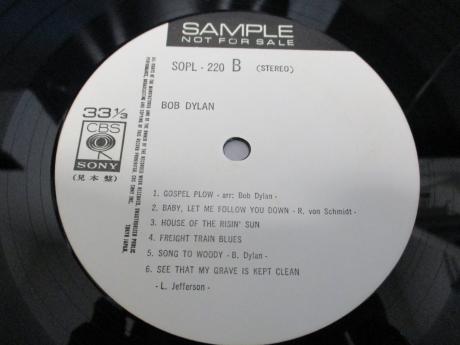 SAMPLE
NOT FOR SALE
SOPL - 220 B (STEREO)
33 1/3
CBS
SONY
(見本盤)
BOB DYLAN
1. GOSPEL PLOW - arr: Bob Dylan -
2. BABY, LET ME FOLLOW YOU DOWN - R. von Schmidt -
3. HOUSE OF THE RISIN' SUN
4. FREIGHT TRAIN BLUES
5. SONG TO WOODY - B. Dylan -
6. SEE THAT MY GRAVE IS KEPT CLEAN
- L. Jefferson -